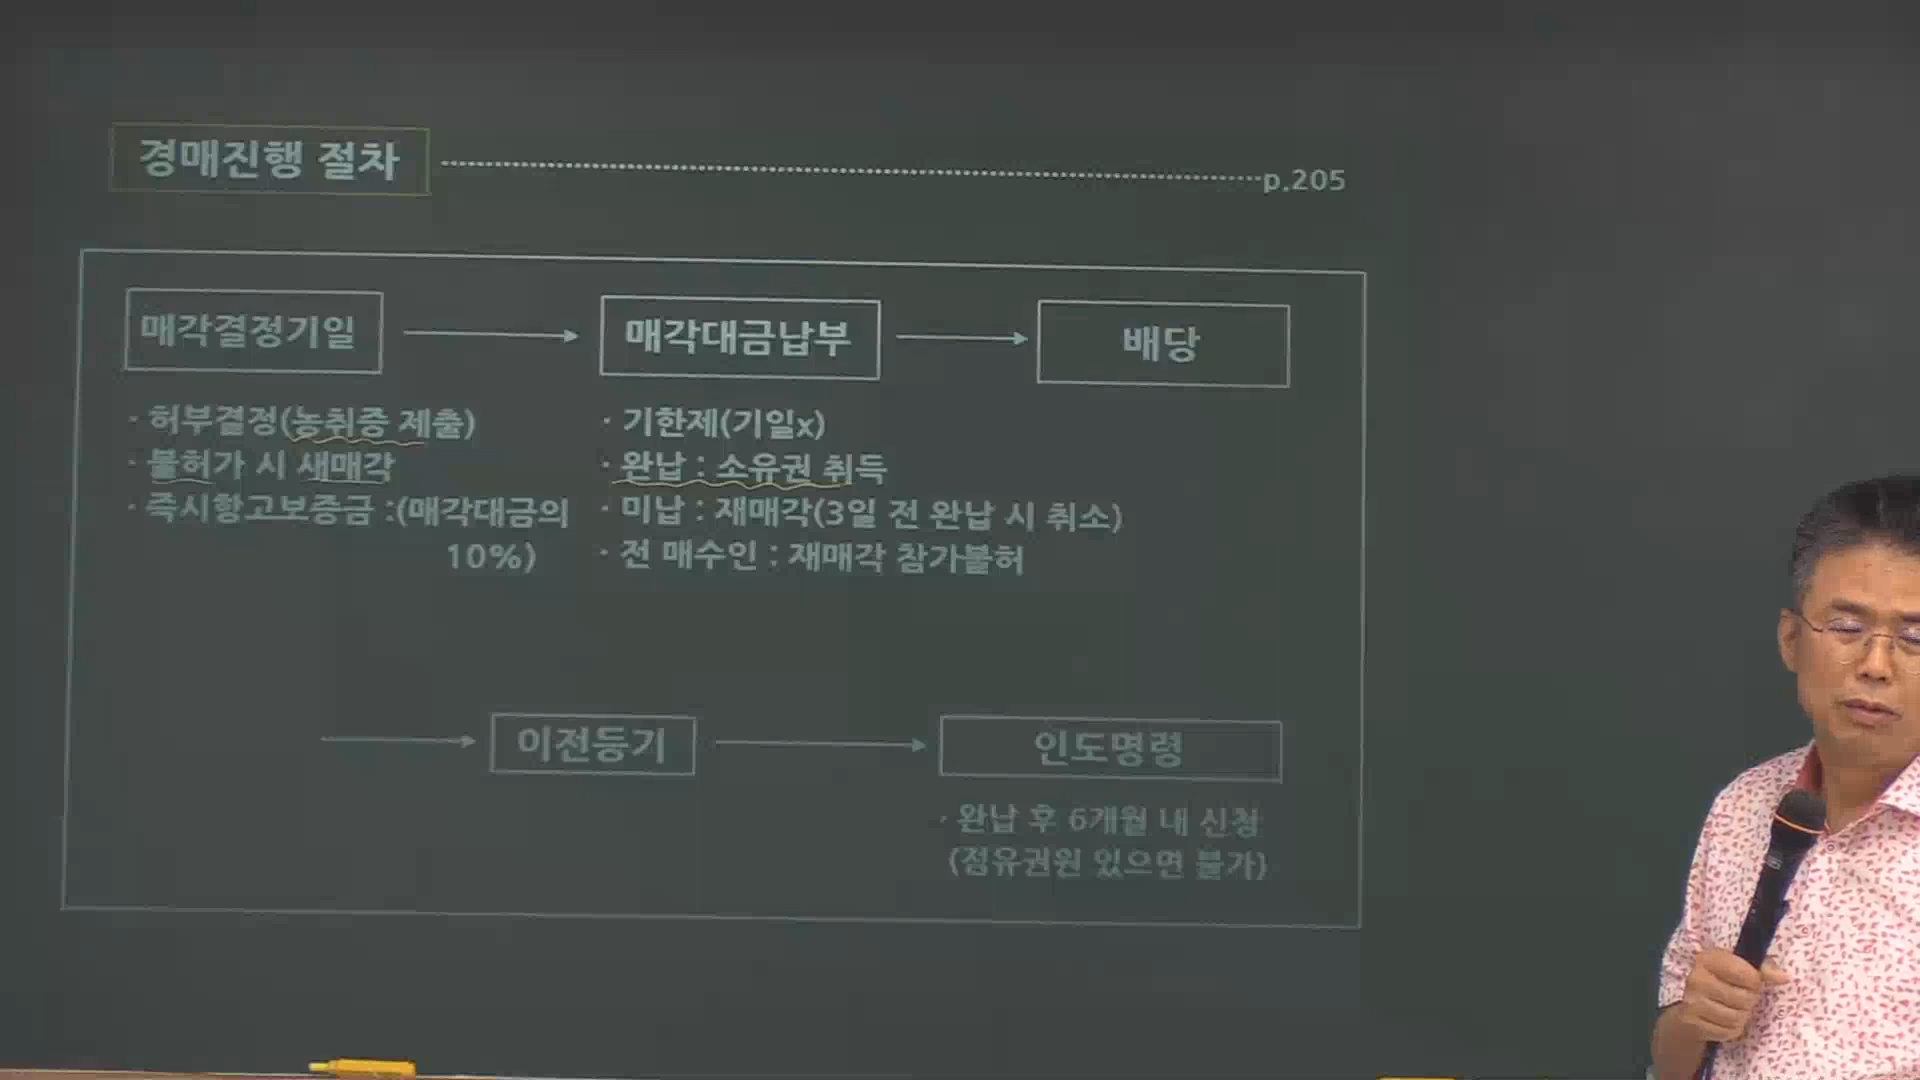 경매진행 절차 p.205
매각결정기일
· 허부결정(농취증 제출)
· 불허가 시 새매각
· 즉시항고보증금 :(매각대금의
10%)
매각대금납부
· 기한제(기일x)
· 완납 : 소유권 취득
· 미납 : 재매각(3일 전 완납 시 취소)
· 전 매수인 : 재매각 참가불허
배당
이전등기
인도명령
· 완납 후 6개월 내 신청
(점유권원 있으면 불가)